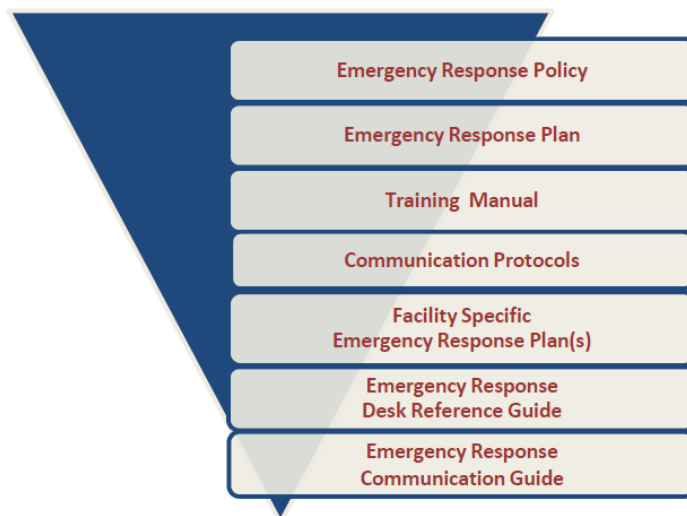 Emergency Response Policy
Emergency Response Plan
Training Manual
Communication Protocols
Facility Specific
Emergency Response Plan(s)
Emergency Response
Desk Reference Guide
Emergency Response
Communication Guide